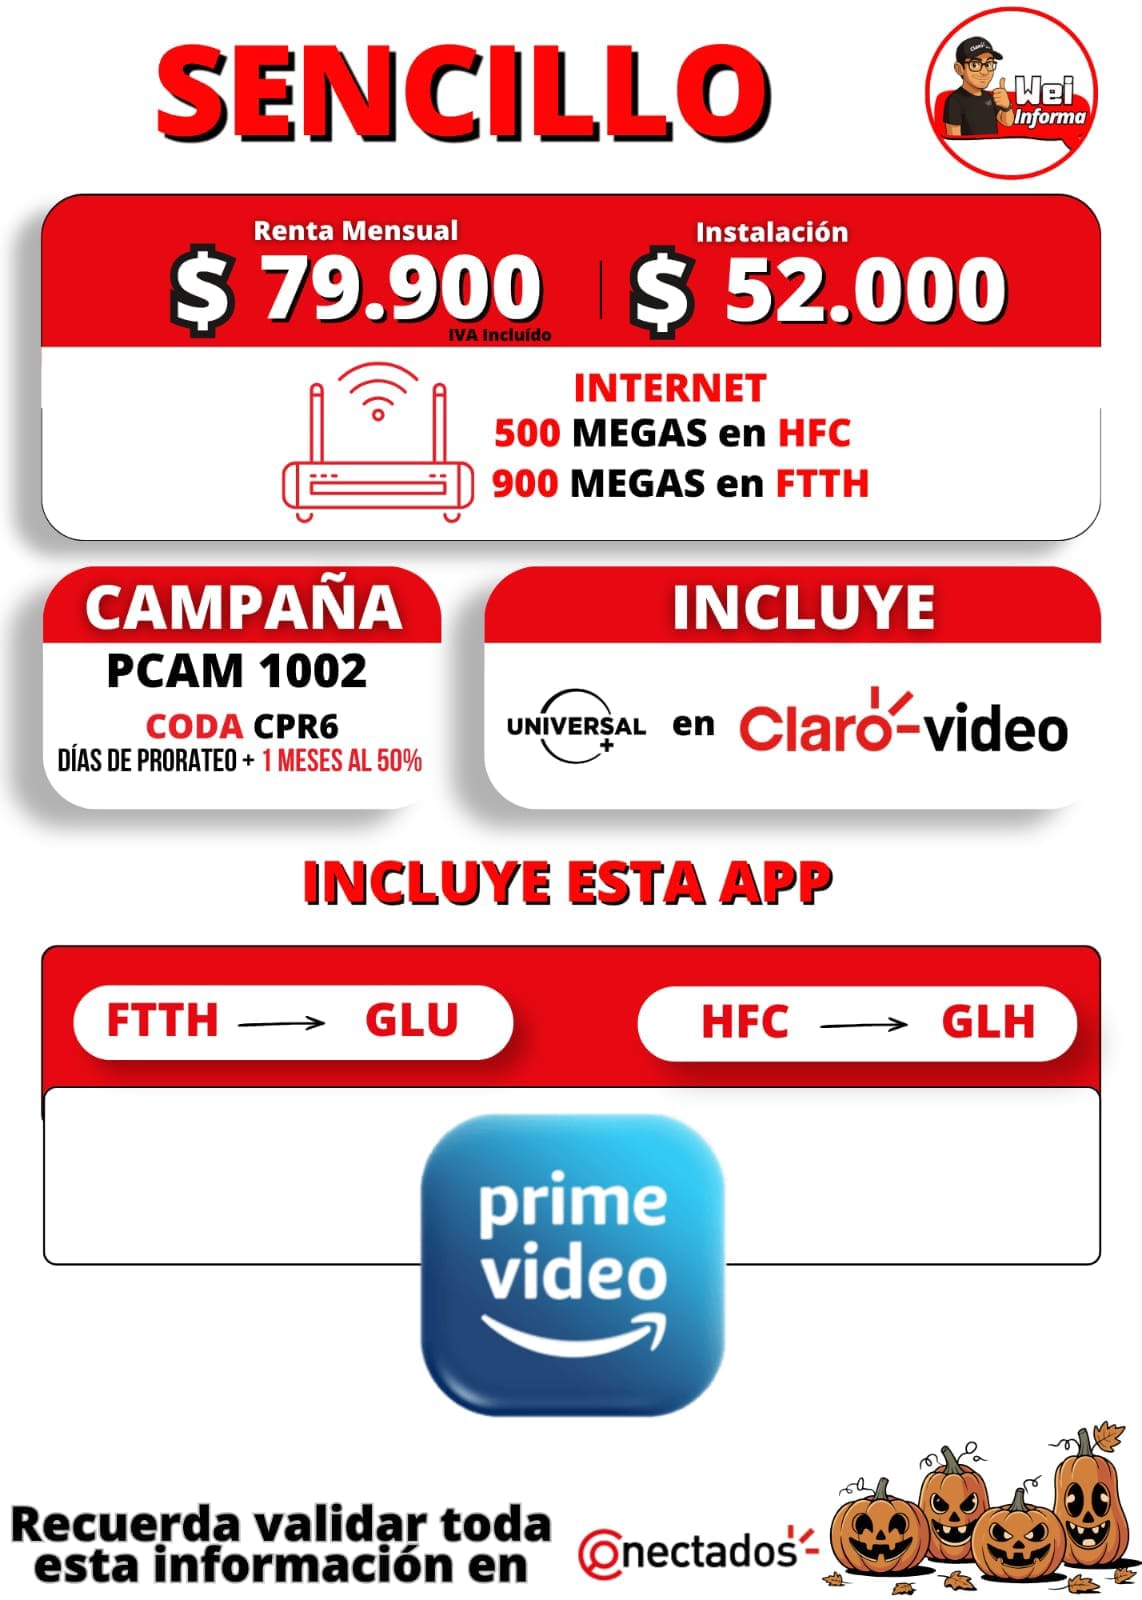 SENCILLO
Claro
Wei
Informa
Renta Mensual
$ 79.900
IVA Incluído
Instalación
$ 52.000
INTERNET
500 MEGAS en HFC
900 MEGAS en FTTH
CAMPAÑA
PCAM 1002
CODA CPR6
DÍAS DE PRORATEO + 1 MESES AL 50%
INCLUYE
UNIVERSAL+ en Claro-video
INCLUYE ESTA APP
FTTH → GLU
HFC → GLH
prime
video
Recuerda validar toda
esta información en
Conectados